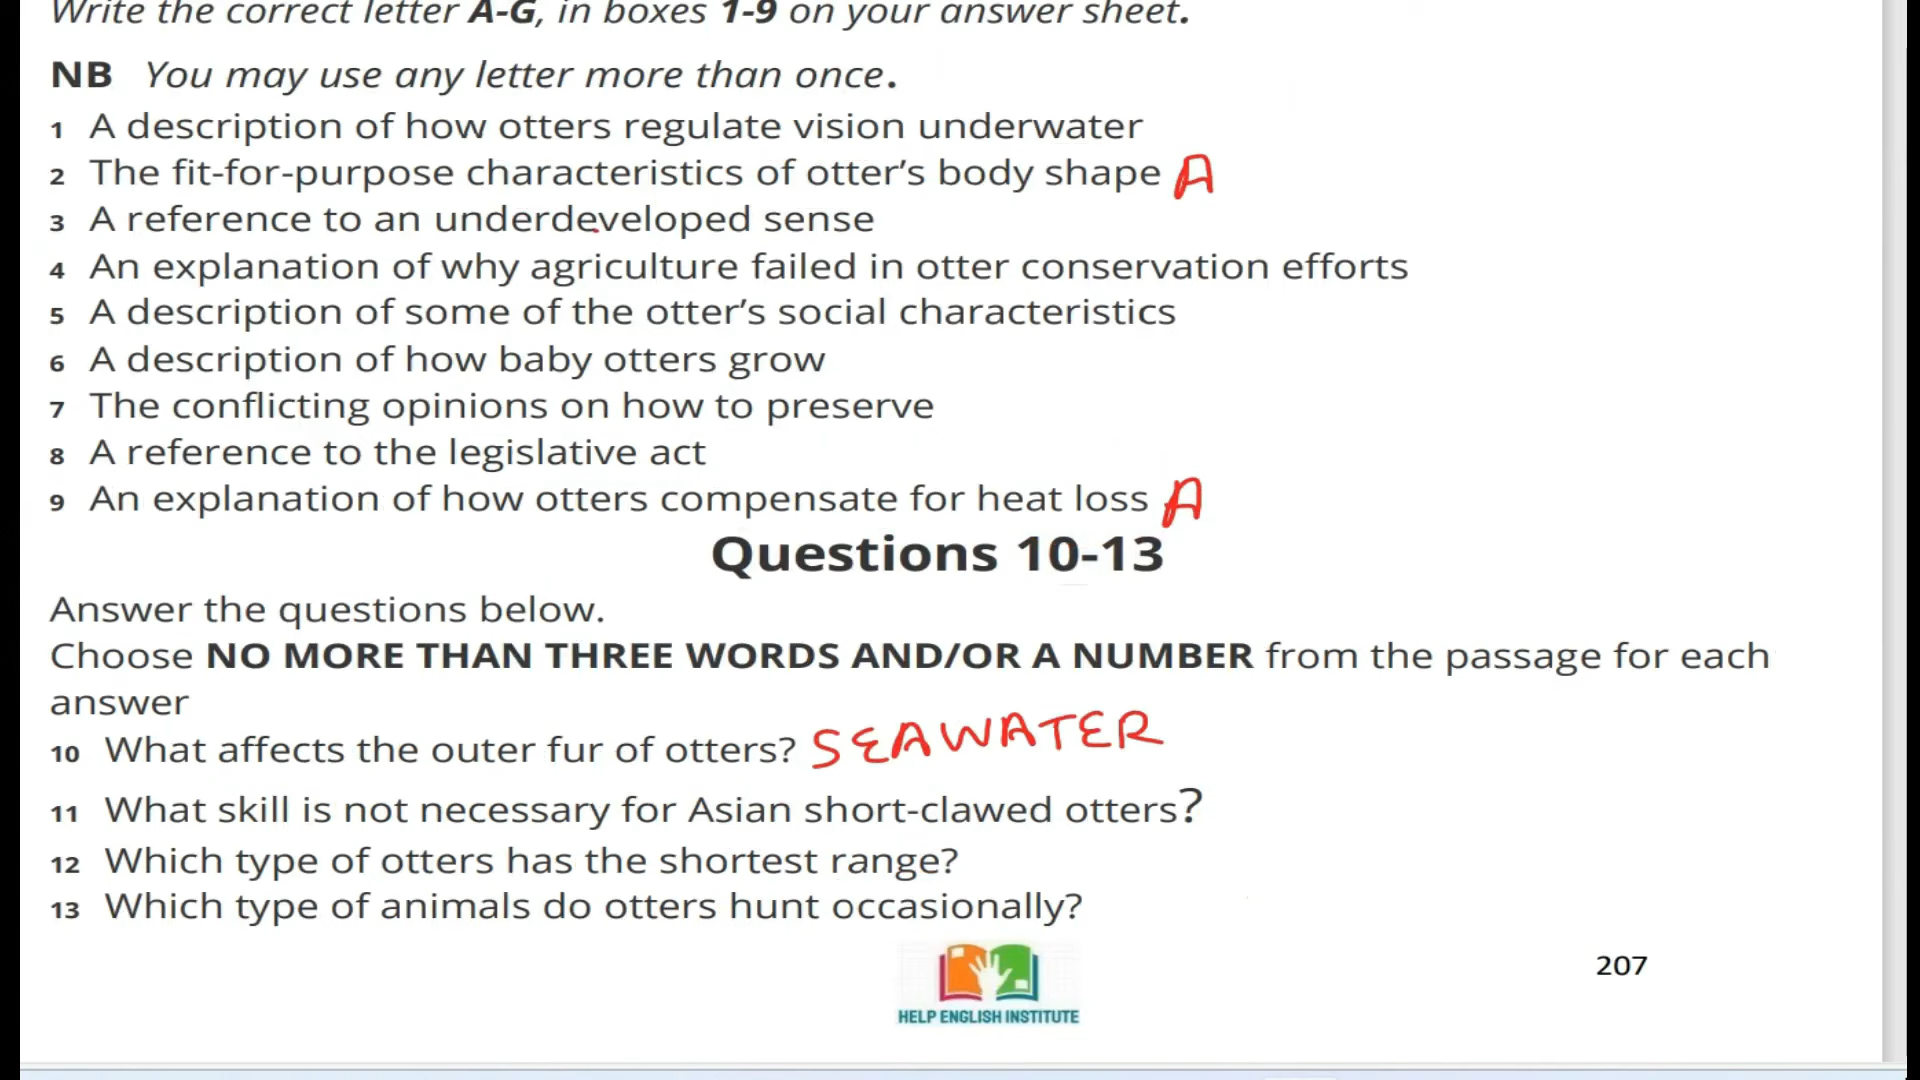 Write the correct letter A-G, in boxes 1-9 on your answer sheet.
NB You may use any letter more than once.
1 A description of how otters regulate vision underwater
2 The fit-for-purpose characteristics of otter's body shape A
3 A reference to an underdeveloped sense
4 An explanation of why agriculture failed in otter conservation efforts
5 A description of some of the otter's social characteristics
6 A description of how baby otters grow
7 The conflicting opinions on how to preserve
8 A reference to the legislative act
9 An explanation of how otters compensate for heat loss A
Questions 10-13
Answer the questions below.
Choose NO MORE THAN THREE WORDS AND/OR A NUMBER from the passage for each
answer
10 What affects the outer fur of otters? SEAWATER
11 What skill is not necessary for Asian short-clawed otters?
12 Which type of otters has the shortest range?
13 Which type of animals do otters hunt occasionally?
207
HELP ENGLISH INSTITUTE